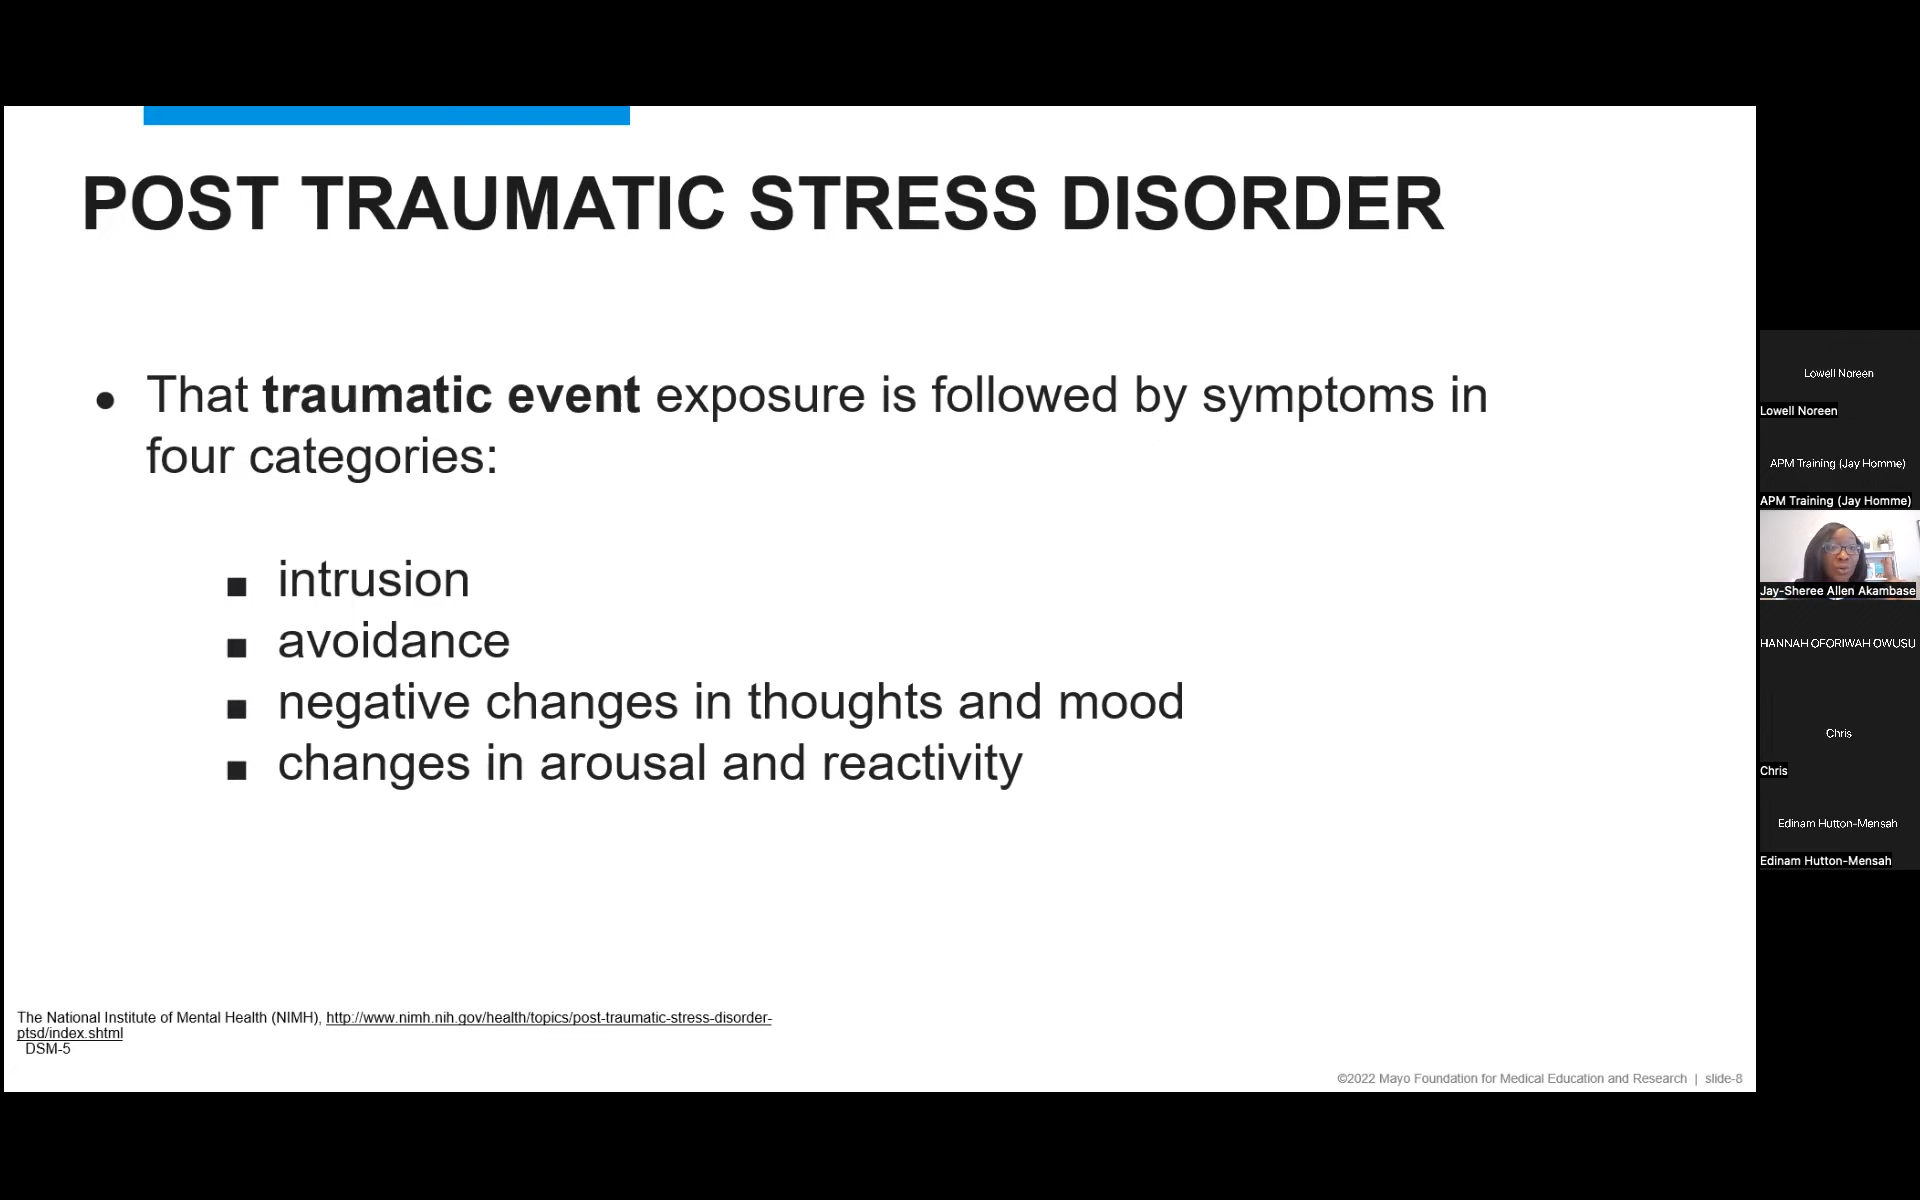 POST TRAUMATIC STRESS DISORDER
● That traumatic event exposure is followed by symptoms in
four categories:
■ intrusion
■ avoidance
■ negative changes in thoughts and mood
■ changes in arousal and reactivity
The National Institute of Mental Health (NIMH), http://www.nimh.nih.gov/health/topics/post-traumatic-stress-disorder-
ptsd/index.shtml
DSM-5
©2022 Mayo Foundation for Medical Education and Research | slide-8
Lowell Noreen
Lowell Noreen
APM Training (Jay Homme)
APM Training (Jay Homme)
Jay-Sheree Allen Akambase
HANNAH OFORIWAH OWUSU
Chris
Chris
Edinam Hutton-Mensah
Edinam Hutton-Mensah